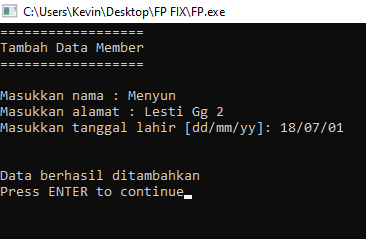 C:\Users\Kevin\Desktop\FP FIX\FP.exe
===================
Tambah Data Member
===================
Masukkan nama : Menyun
Masukkan alamat : Lesti Gg 2
Masukkan tanggal lahir [dd/mm/yy]: 18/07/01
Data berhasil ditambahkan
Press ENTER to continue